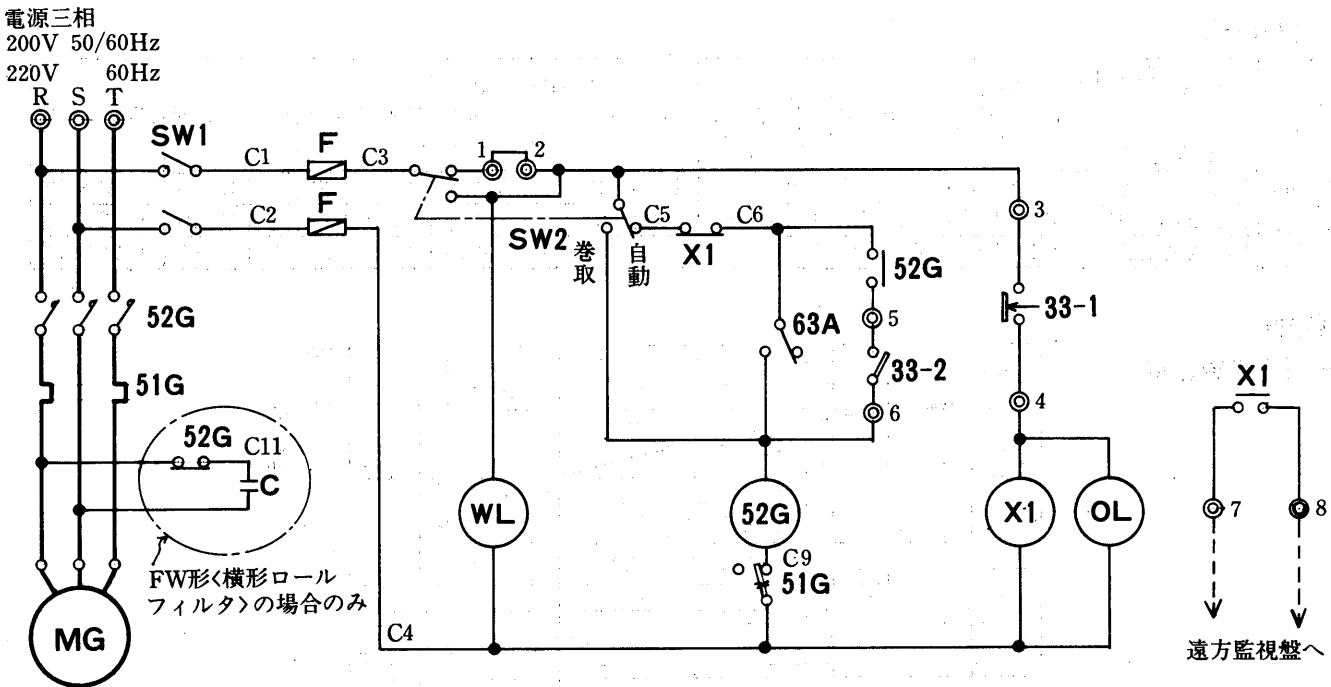 電源三相
200V 50/60Hz
220V 60Hz
R S T
SW1
C1
F
C3
1
2
C2
F
SW2
巻取
自動
C5
X1
C6
3
52G
52G
5
63A
33-1
33-2
51G
6
4
X1
52G
C11
C
WL
52G
X1
OL
7
8
C9
51G
FW形<横形ロール
フィルタ>の場合のみ
MG
C4
遠方監視盤へ